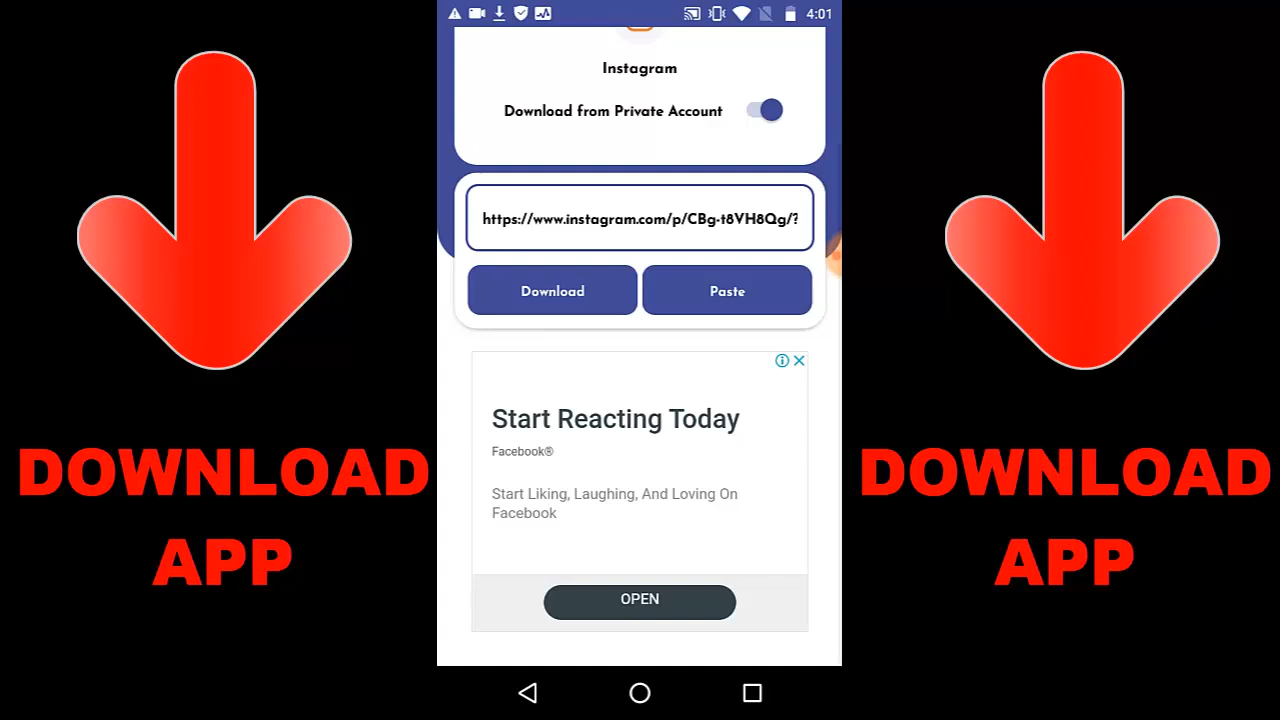 4:01
Instagram
Download from Private Account
https://www.instagram.com/p/CBg-t8VH8Qg/?
Download
Paste
Start Reacting Today
Facebook®
Start Liking, Laughing, And Loving On
Facebook
OPEN
DOWNLOAD
APP
DOWNLOAD
APP